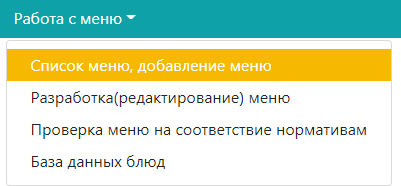 Работа с меню
Список меню, добавление меню
Разработка(редактирование) меню
Проверка меню на соответствие нормативам
База данных блюд